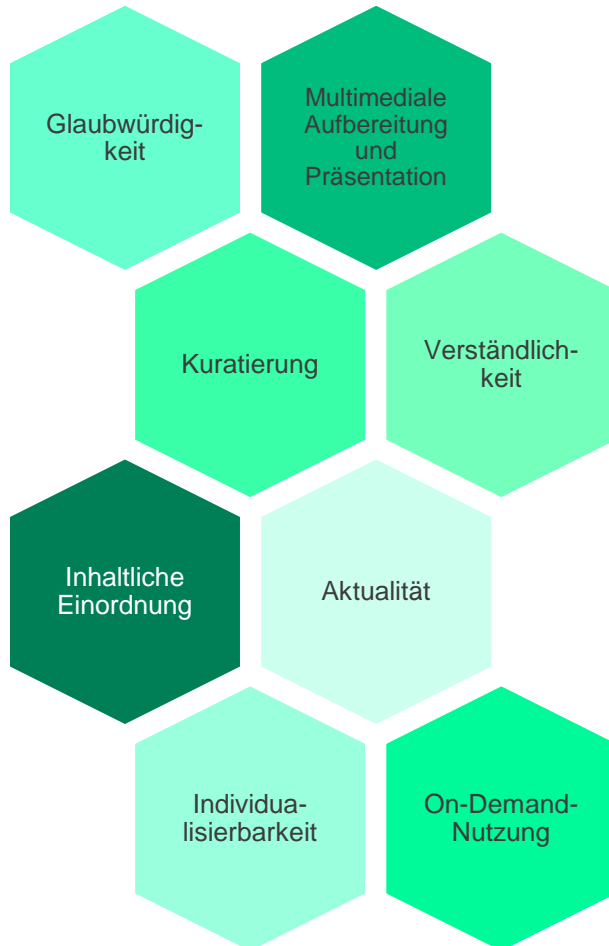 Glaubwürdig-
keit
Multimediale
Aufbereitung
und
Präsentation
Kuratierung
Verständlich-
keit
Inhaltliche
Einordnung
Aktualität
Individua-
lisierbarkeit
On-Demand-
Nutzung